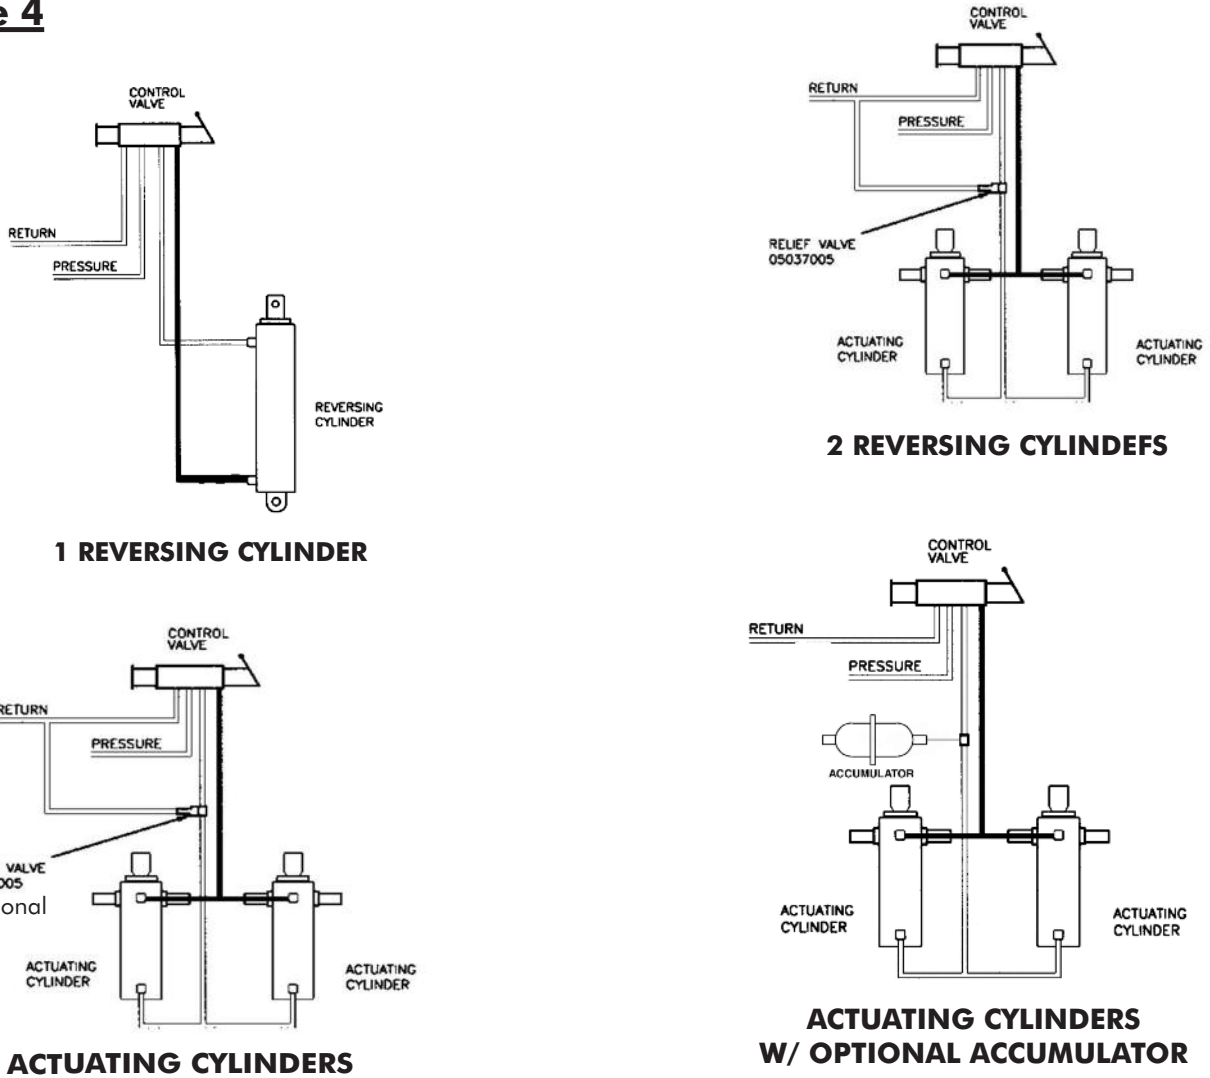 e 4
CONTROL
VALVE
RETURN
PRESSURE
REVERSING
CYLINDER
1 REVERSING CYLINDER
CONTROL
VALVE
RETURN
PRESSURE
RELIEF VALVE
05037005
ACTUATING
CYLINDER
ACTUATING
CYLINDER
2 REVERSING CYLINDEFS
CONTROL
VALVE
RETURN
PRESSURE
VALVE
005
onal
ACTUATING
CYLINDER
ACTUATING
CYLINDER
ACTUATING CYLINDERS
CONTROL
VALVE
RETURN
PRESSURE
ACCUMULATOR
ACTUATING
CYLINDER
ACTUATING
CYLINDER
ACTUATING CYLINDERS
W/ OPTIONAL ACCUMULATOR